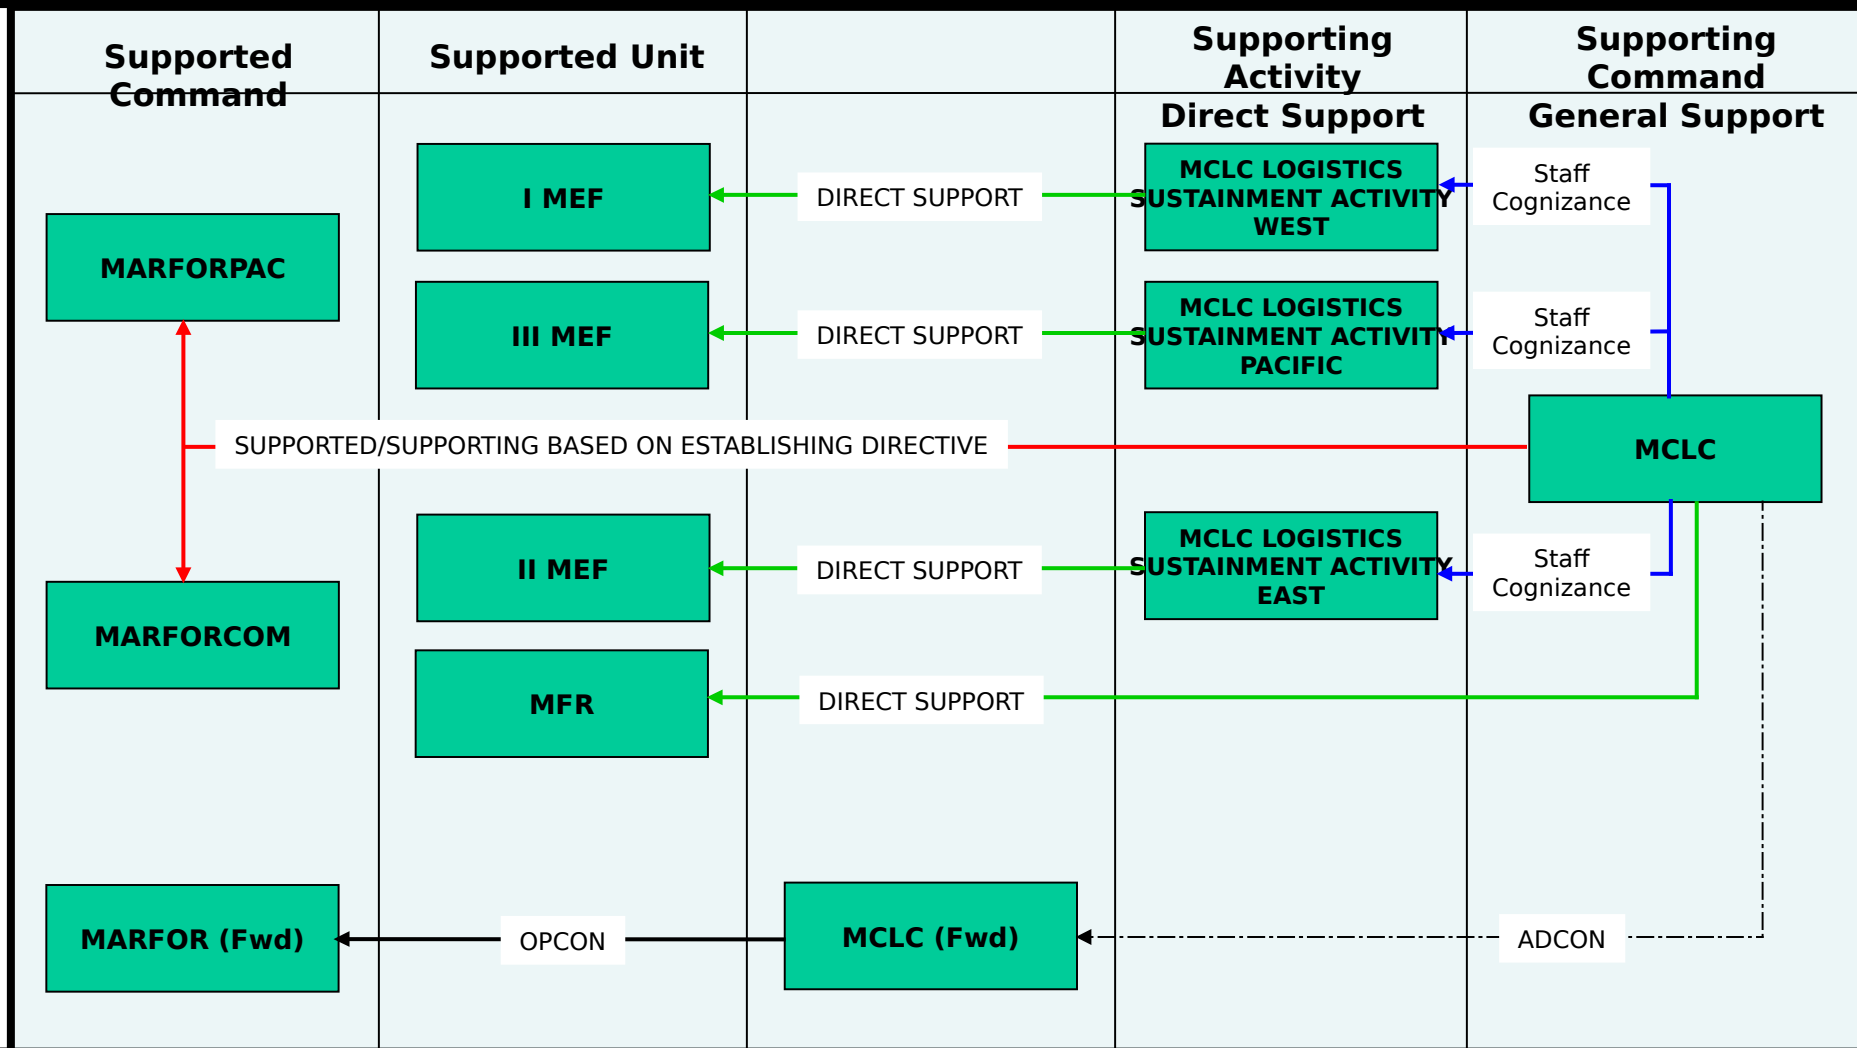 Supported
Command
Supported Unit
Supporting
Activity
Direct Support
Supporting
Command
General Support
I MEF
DIRECT SUPPORT
MCLC LOGISTICS
SUSTAINMENT ACTIVITY
WEST
Staff
Cognizance
MARFORPAC
III MEF
DIRECT SUPPORT
MCLC LOGISTICS
SUSTAINMENT ACTIVITY
PACIFIC
Staff
Cognizance
SUPPORTED/SUPPORTING BASED ON ESTABLISHING DIRECTIVE
MCLC
II MEF
DIRECT SUPPORT
MCLC LOGISTICS
SUSTAINMENT ACTIVITY
EAST
Staff
Cognizance
MARFORCOM
MFR
DIRECT SUPPORT
MARFOR (Fwd)
OPCON
MCLC (Fwd)
ADCON